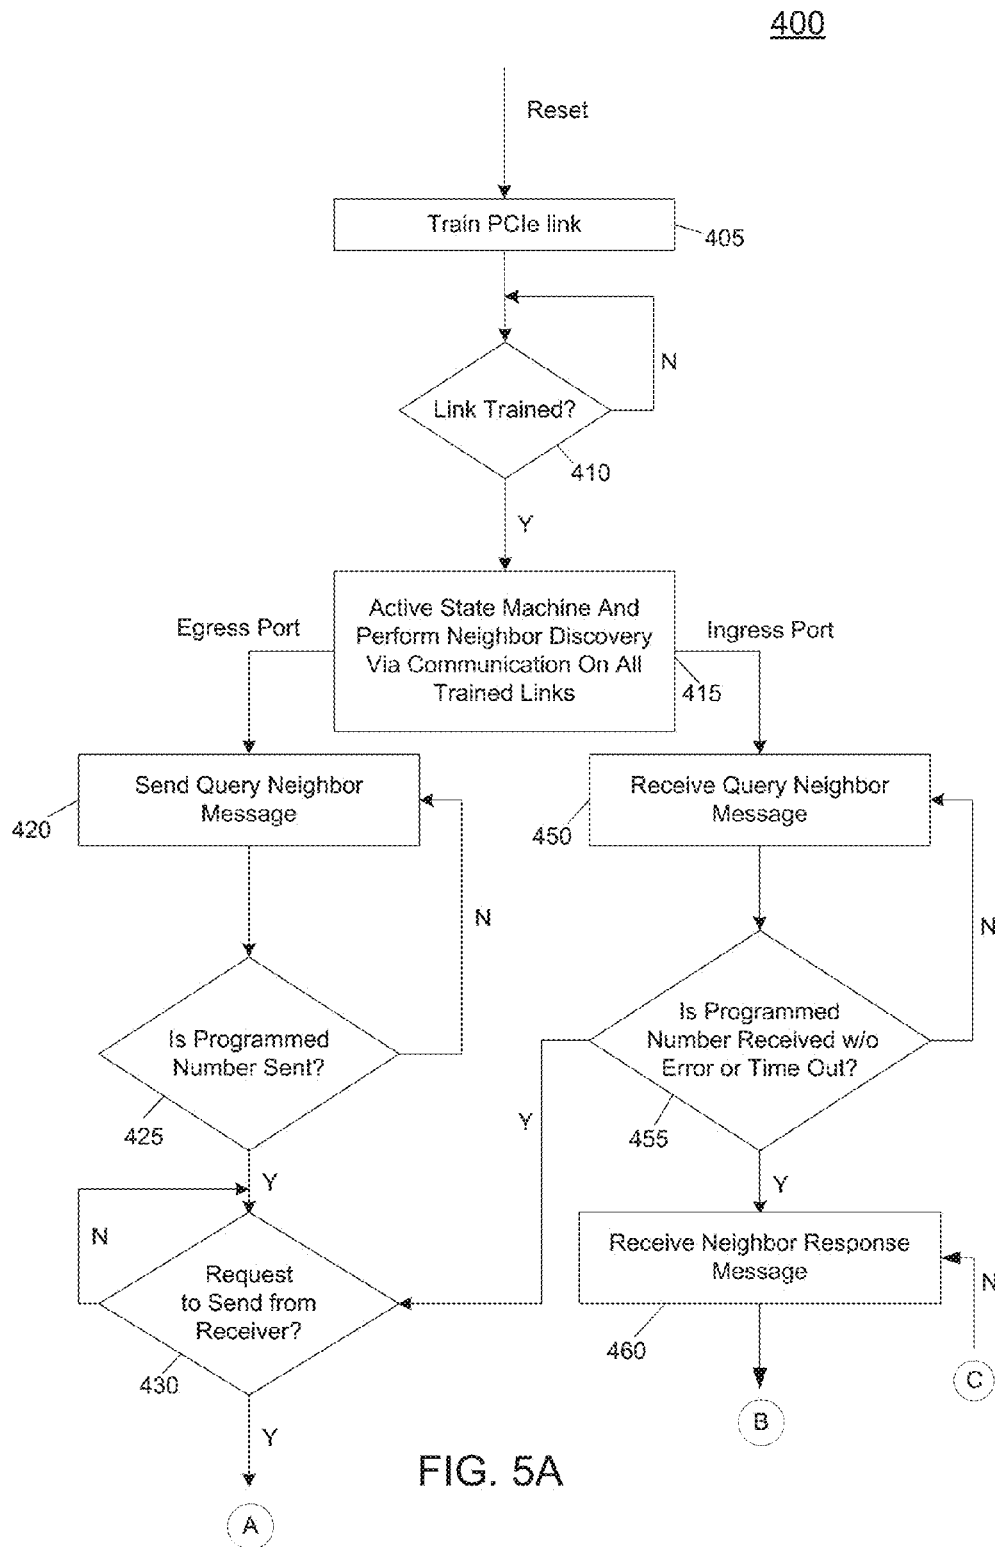 400
Reset
Train PCIe link
405
N
Link Trained?
410
Y
Active State Machine And
Perform Neighbor Discovery
Via Communication On All
Trained Links
Egress Port
Ingress Port
415
Send Query Neighbor
Message
420
Receive Query Neighbor
Message
450
N
N
Is Programmed
Number Sent?
425
Is Programmed
Number Received w/o
Error or Time Out?
455
Y
Y
Y
N
Request
to Send from
Receiver?
430
Receive Neighbor Response
Message
460
N
C
B
Y
A
FIG. 5A